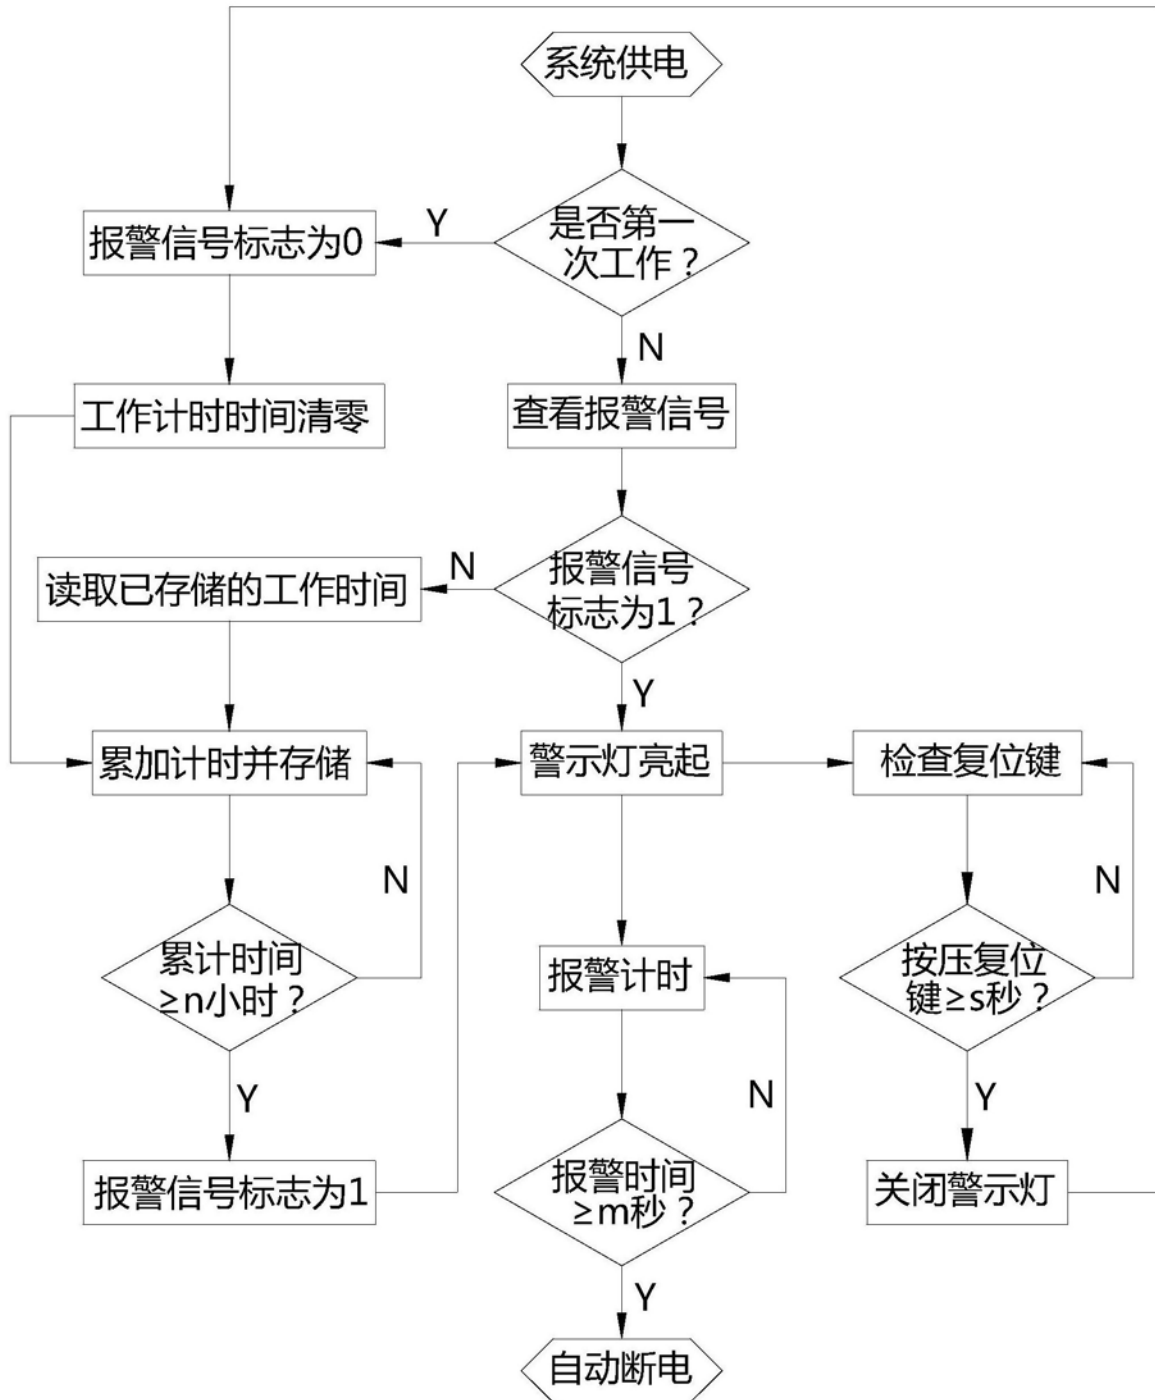 系统供电
是否第一
次工作？
Y
报警信号标志为0
N
工作计时时间清零
查看报警信号
报警信号
标志为1？
N
读取已存储的工作时间
Y
累加计时并存储
警示灯亮起
检查复位键
N
N
累计时间
≥n小时？
报警计时
按压复位
键≥s秒？
Y
N
Y
报警信号标志为1
报警时间
≥m秒？
关闭警示灯
Y
自动断电